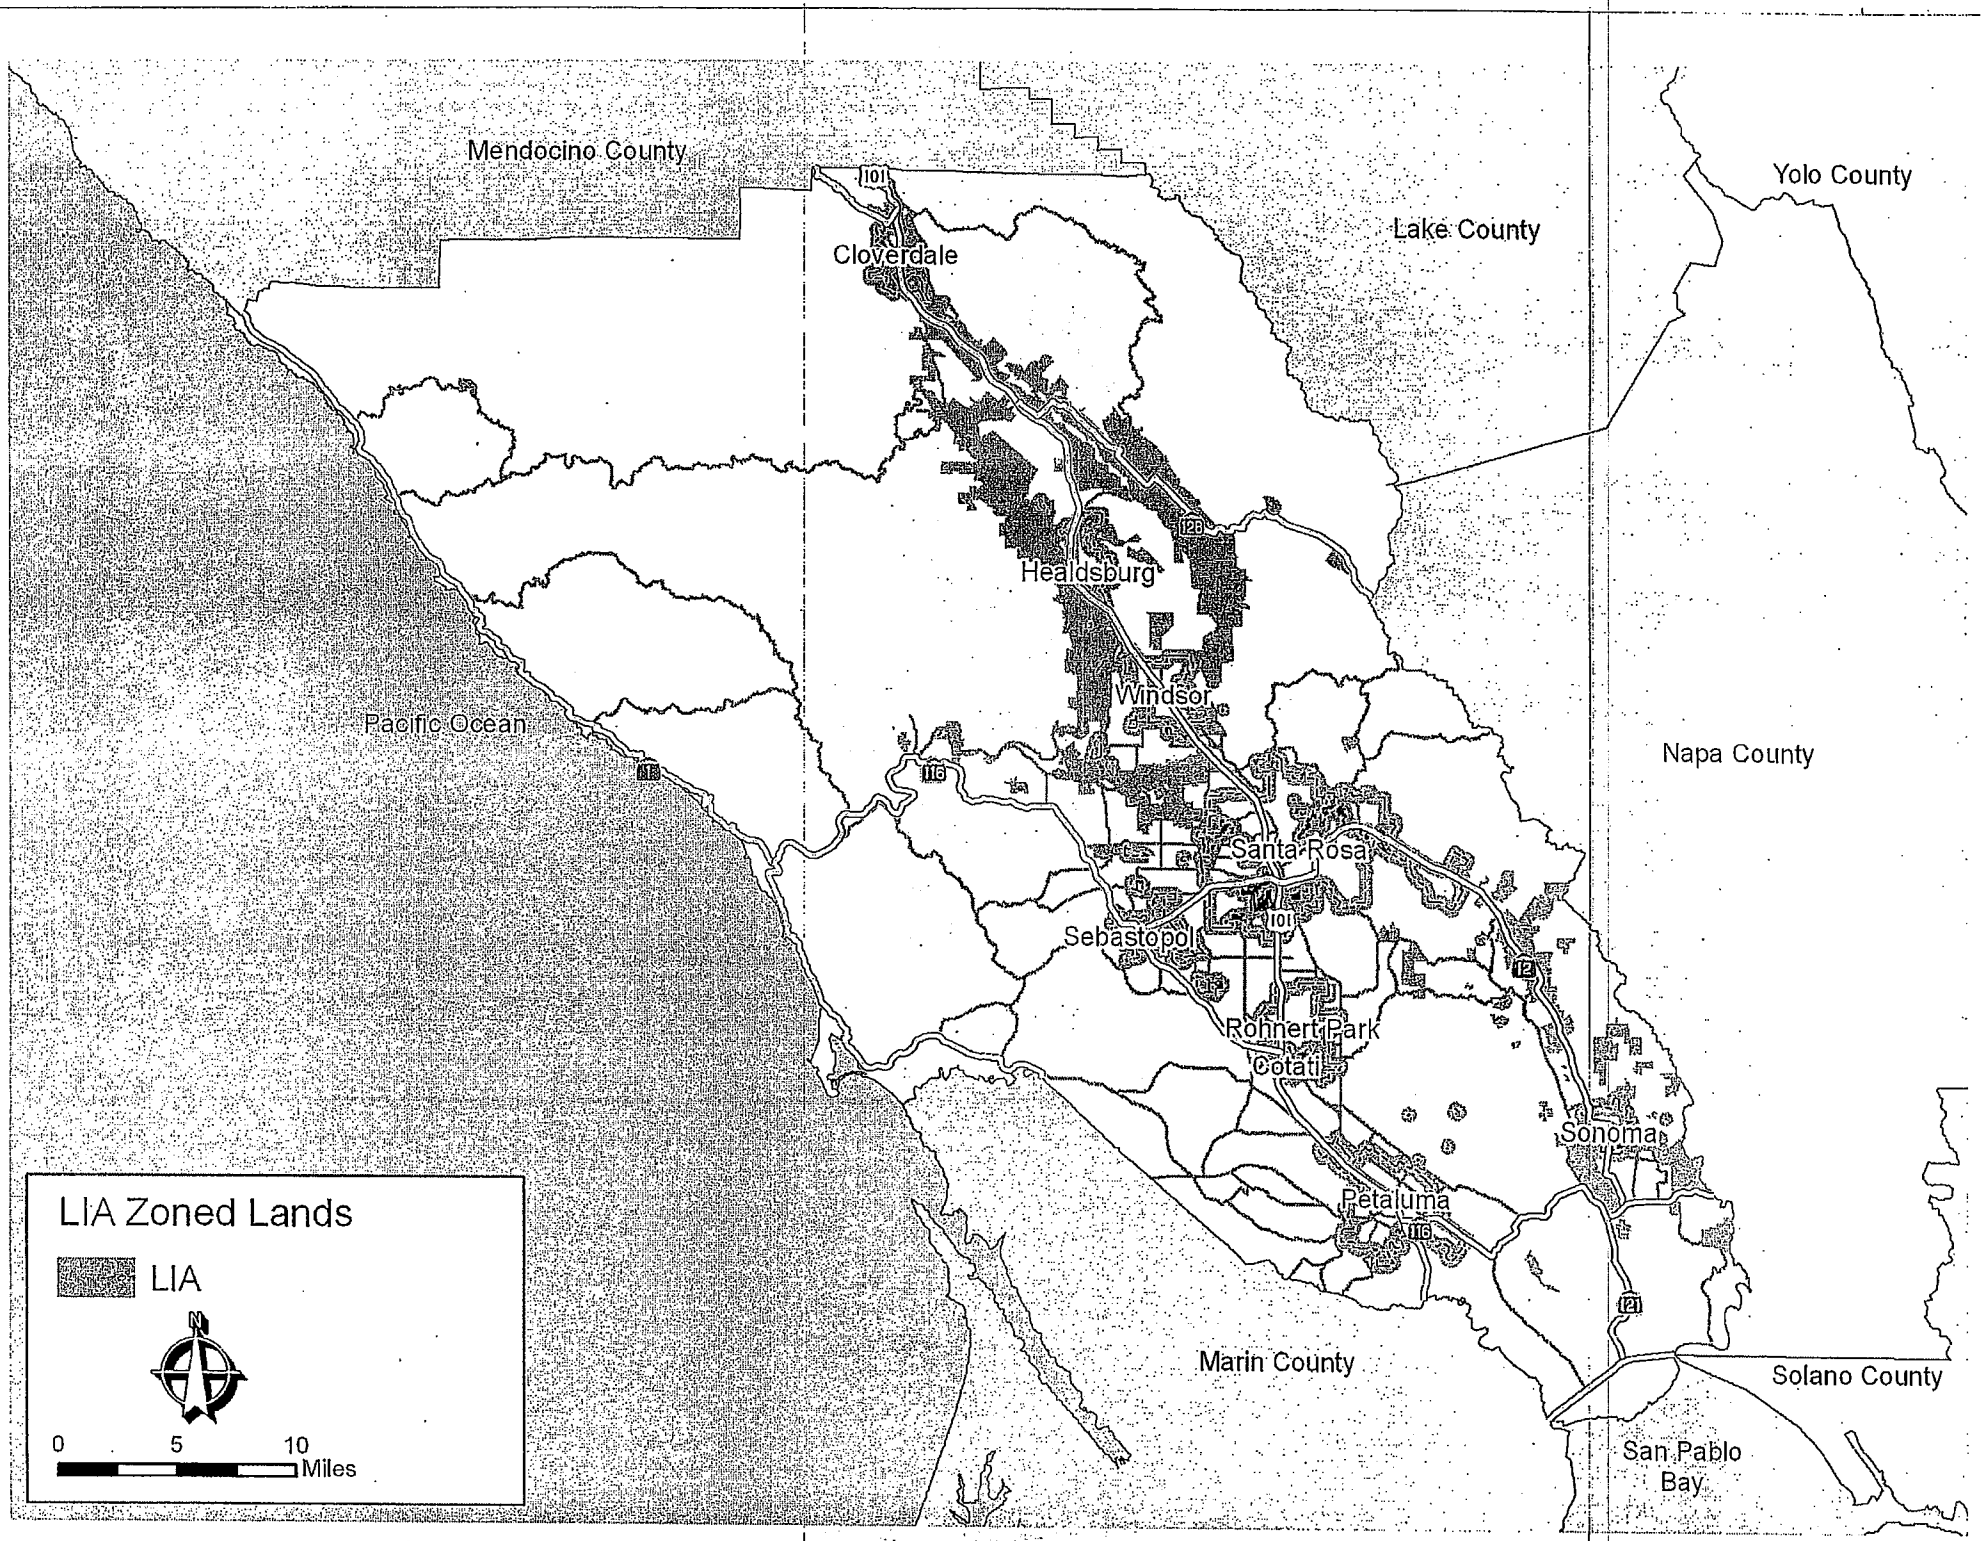 Mendocino County
101
Yolo County
Lake County
Cloverdale
128
Healdsburg
Windsor
Pacific Ocean
Napa County
116
Santa Rosa
101
Sebastopol
12
Rohnert Park
Cotati
Sonoma
Petaluma
116
LIA Zoned Lands
LIA
N
121
Marin County
Solano County
0 5 10
Miles
San Pablo
Bay